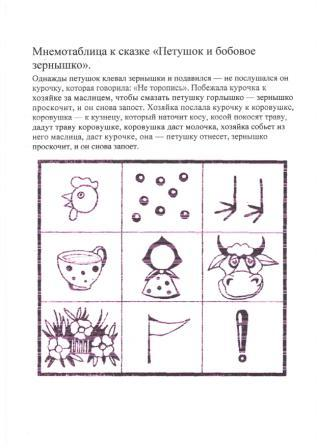 Мнемотаблица к сказке «Петушок и бобовое
зернышко».
Однажды петушок клевал зернышки и подавился — не послушался он
курочку, которая говорила: «Не торопись». Побежала курочка к
хозяйке за маслицем, чтобы смазать петушку горлышко — зернышко
проскочит, и он снова запоет. Хозяйка послала курочку к коровушке,
коровушка — к кузнецу, который наточит косу, косой покосят траву,
дадут траву коровушке, коровушка даст молочка, хозяйка собьет из
него маслица, даст курочке, она — петушку отнесет, зернышко
проскочит, и он снова запоет.